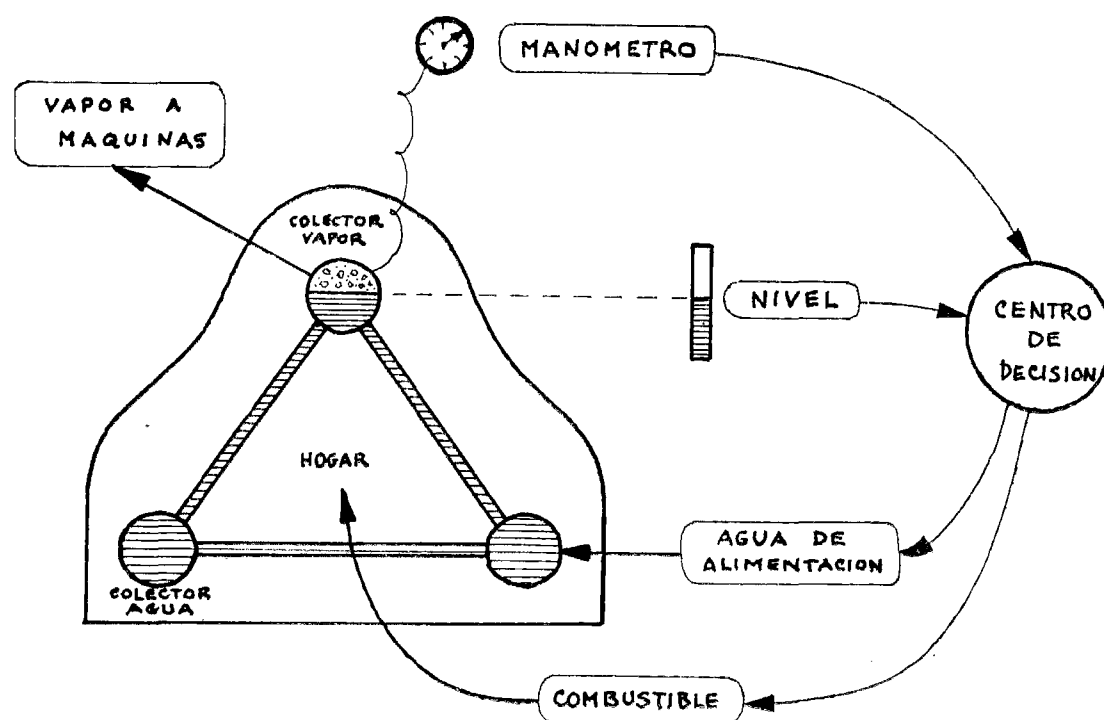 MANOMETRO
VAPOR A
MAQUINAS
COLECTOR
VAPOR
NIVEL
CENTRO
DE
DECISION
HOGAR
AGUA DE
ALIMENTACION
COLECTOR
AGUA
COMBUSTIBLE